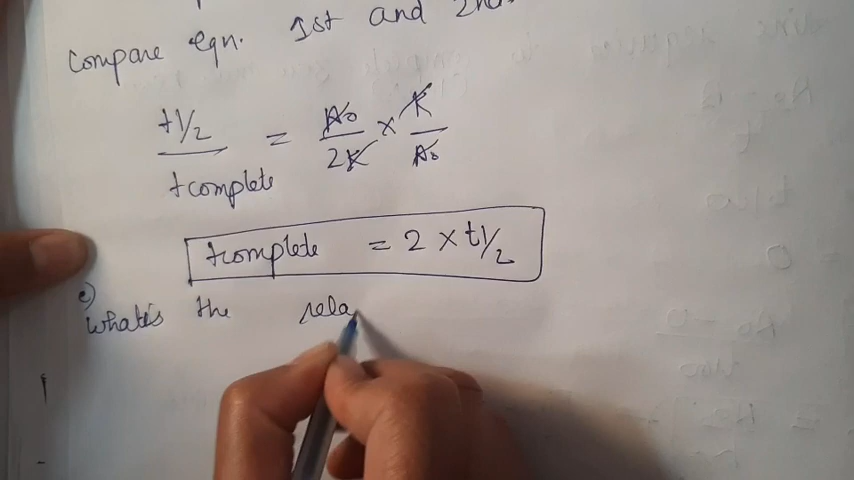 compare eqn. 1st and 2nd.
t1/2 / tcomplete = A₀/2K × K/A₀
tcomplete = 2 × t1/2
e)
what's the rela